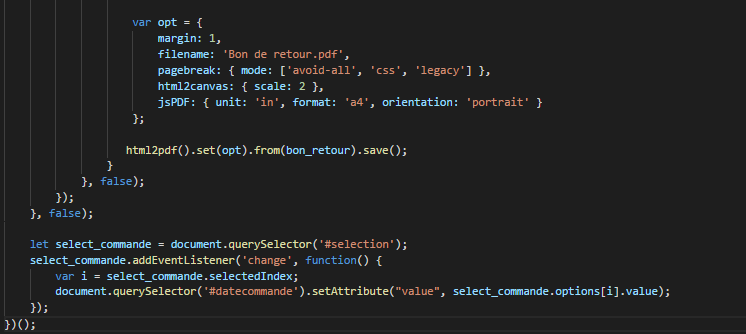 var opt = {
margin: 1,
filename: 'Bon de retour.pdf',
pagebreak: { mode: ['avoid-all', 'css', 'legacy'] },
html2canvas: { scale: 2 },
jsPDF: { unit: 'in', format: 'a4', orientation: 'portrait' }
};
html2pdf().set(opt).from(bon_retour).save();
}
}, false);
});
}, false);
let select_commande = document.querySelector('#selection');
select_commande.addEventListener('change', function() {
var i = select_commande.selectedIndex;
document.querySelector('#datecommande').setAttribute("value", select_commande.options[i].value);
});
})();